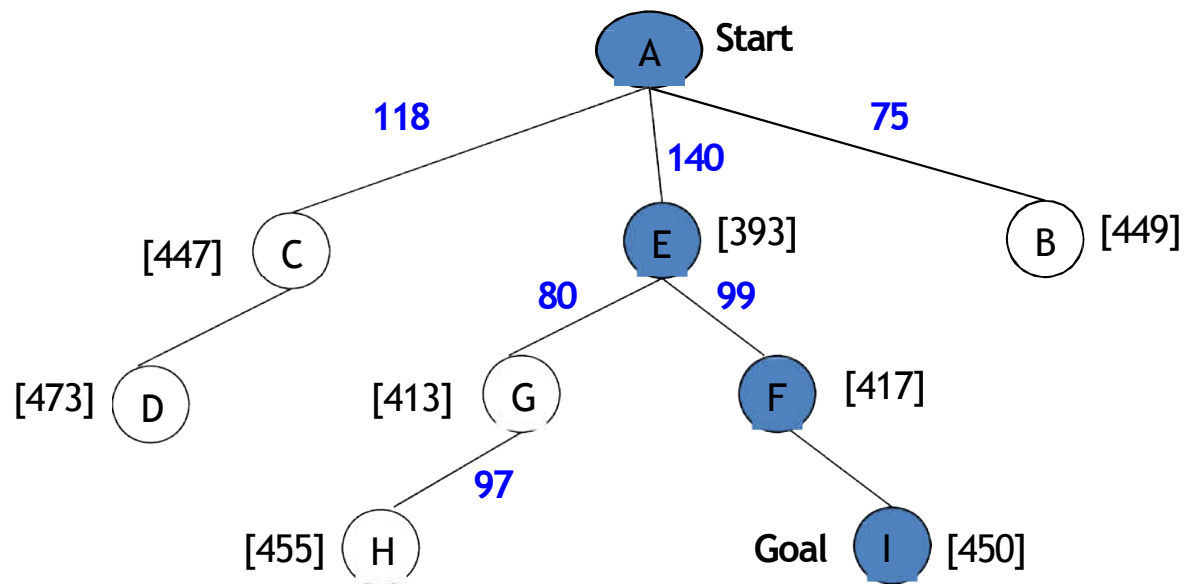 A Start
118
75
140
[447] C
E [393]
B [449]
80
99
[473] D
[413] G
F [417]
97
[455] H
Goal I [450]